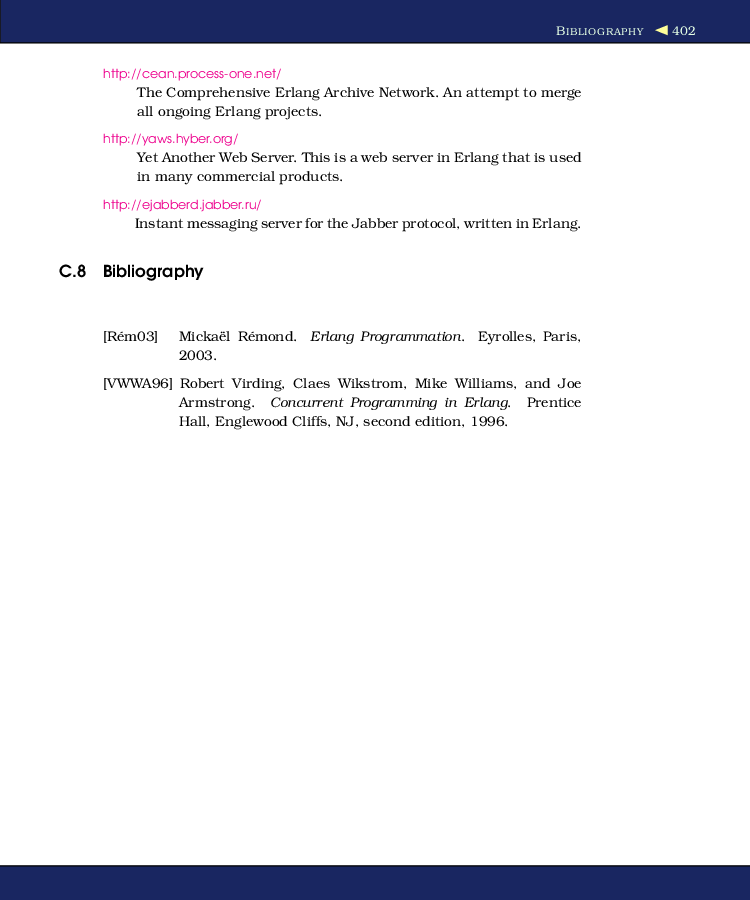 BIBLIOGRAPHY ◀ 402
http://cean.process-one.net/
The Comprehensive Erlang Archive Network. An attempt to merge
all ongoing Erlang projects.
http://yaws.hyber.org/
Yet Another Web Server. This is a web server in Erlang that is used
in many commercial products.
http://ejabberd.jabber.ru/
Instant messaging server for the Jabber protocol, written in Erlang.
C.8 Bibliography
[Rém03] Mickaël Rémond. Erlang Programmation. Eyrolles, Paris,
2003.
[VWWA96] Robert Virding, Claes Wikstrom, Mike Williams, and Joe
Armstrong. Concurrent Programming in Erlang. Prentice
Hall, Englewood Cliffs, NJ, second edition, 1996.